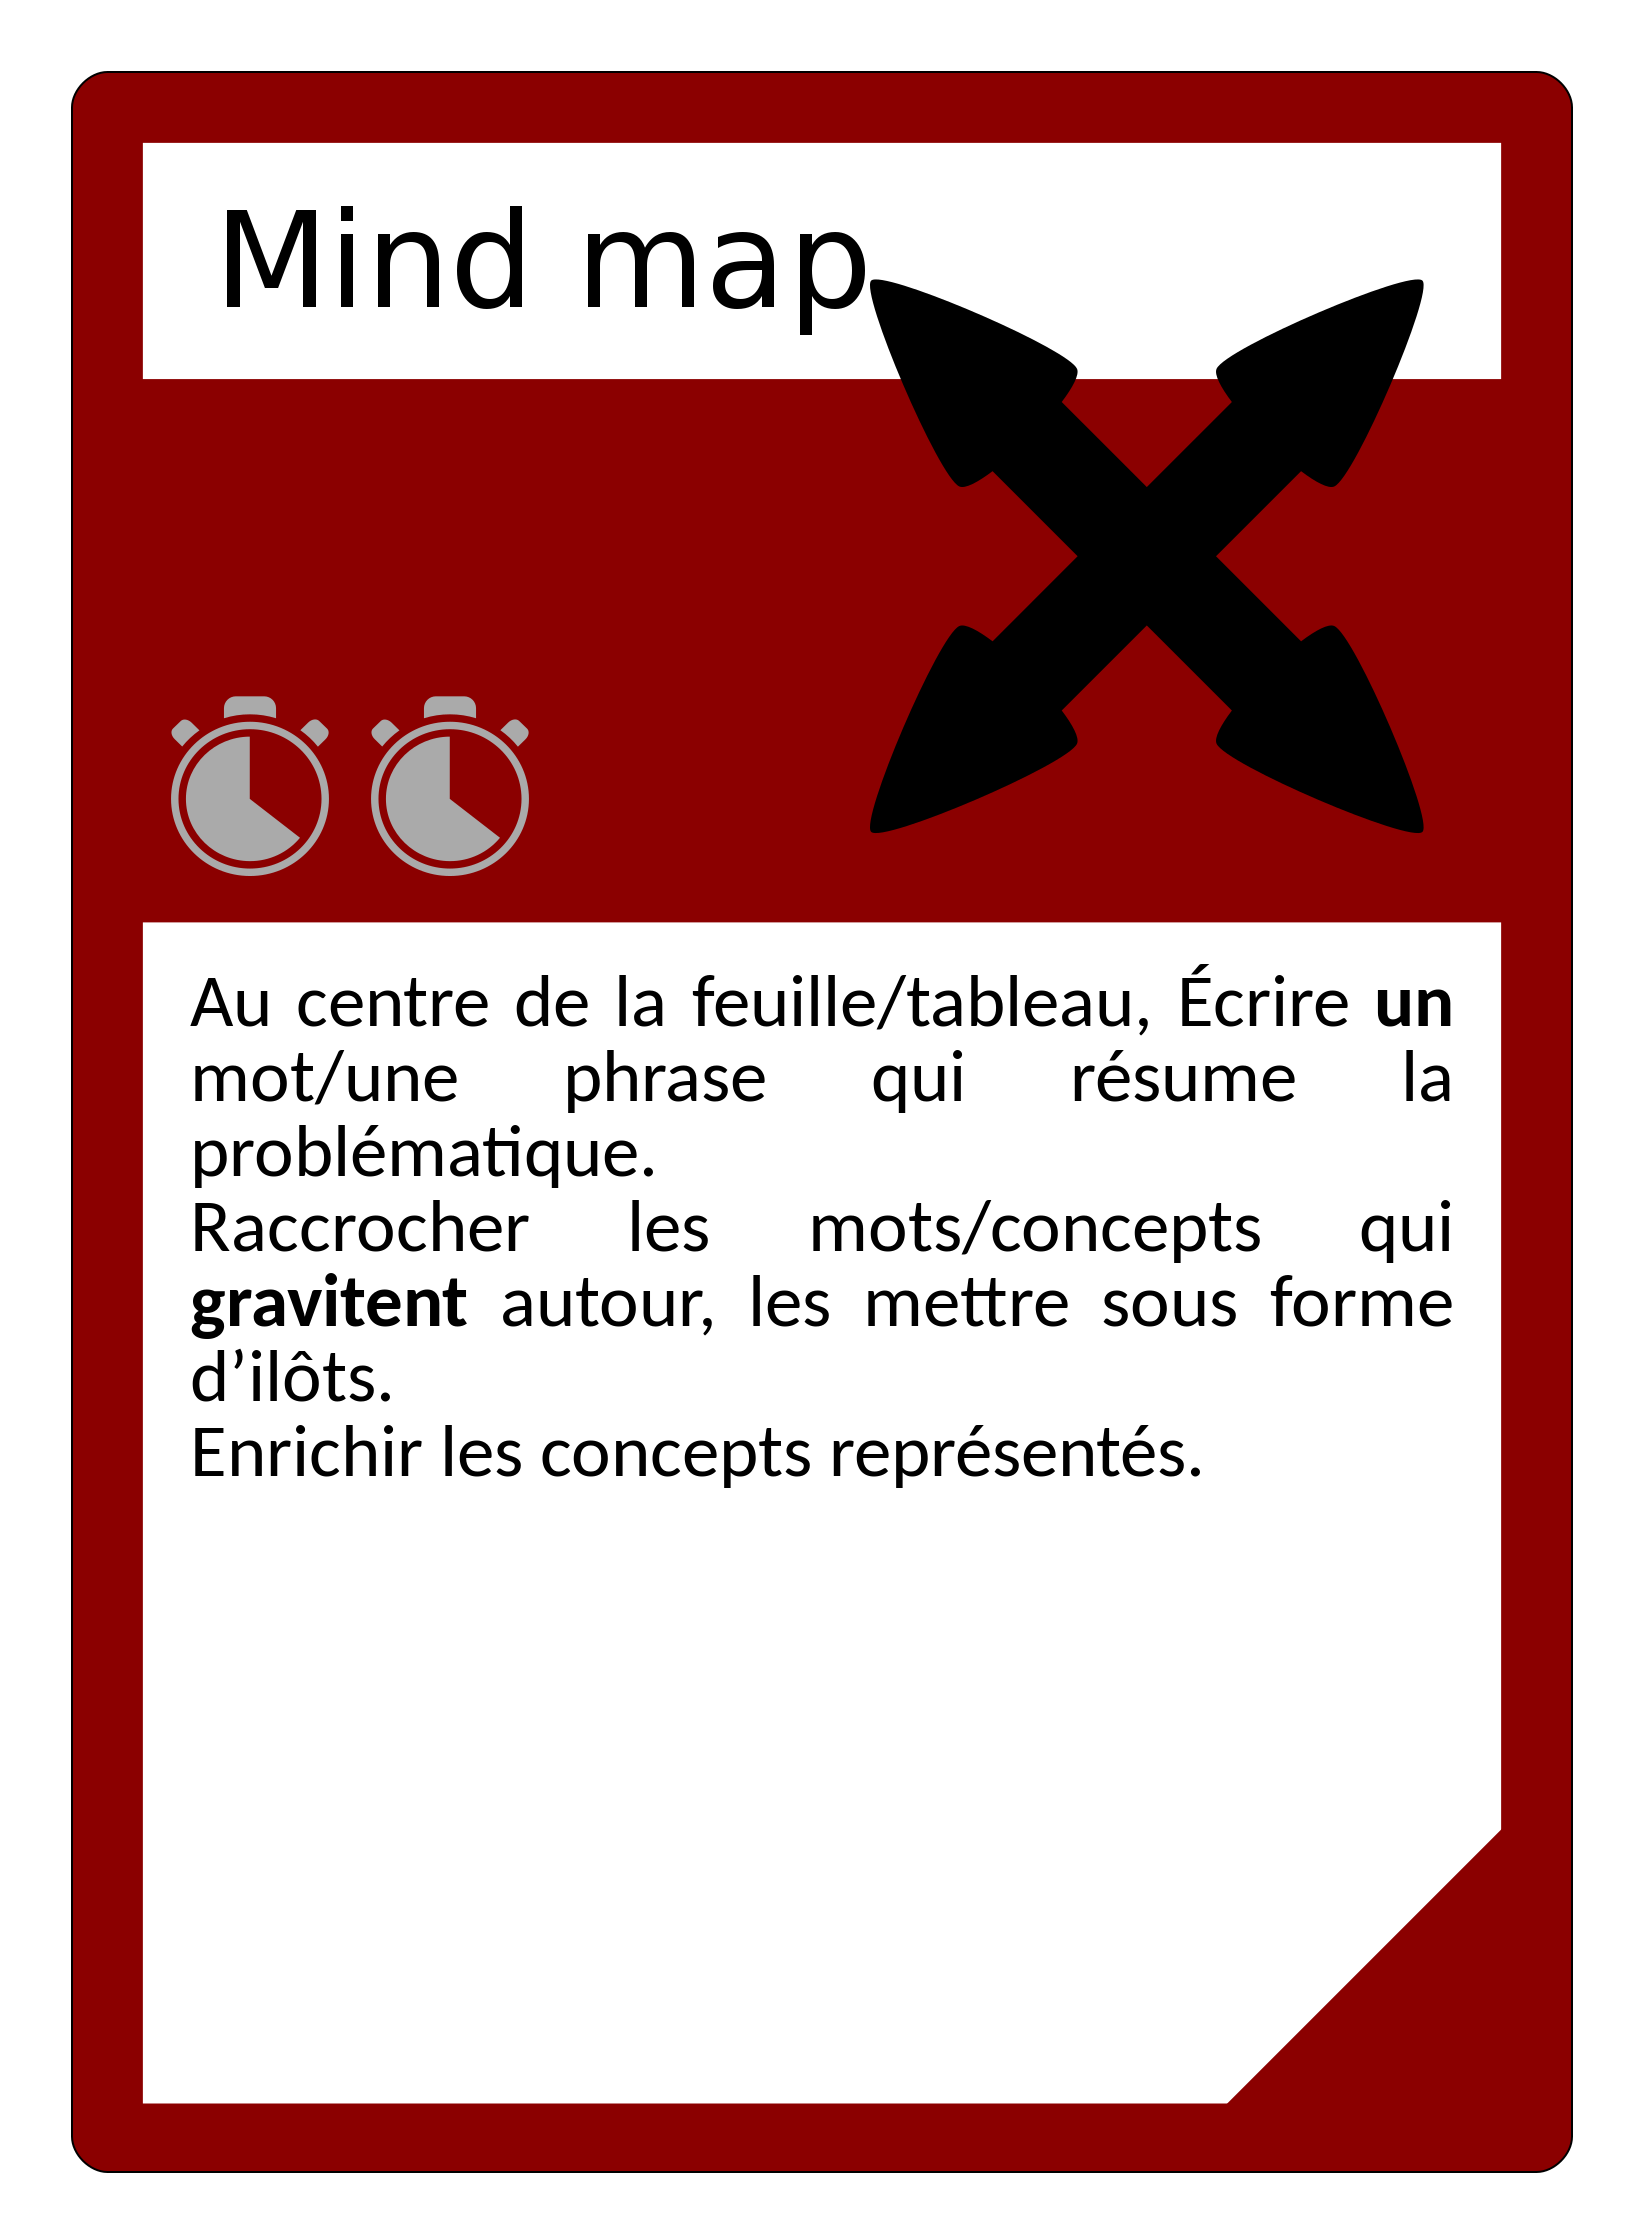 Mind map
Au centre de la feuille/tableau, Écrire un
mot/une phrase qui résume la
problématique.
Raccrocher les mots/concepts qui
gravitent autour, les mettre sous forme
d’ilôts.
Enrichir les concepts représentés.